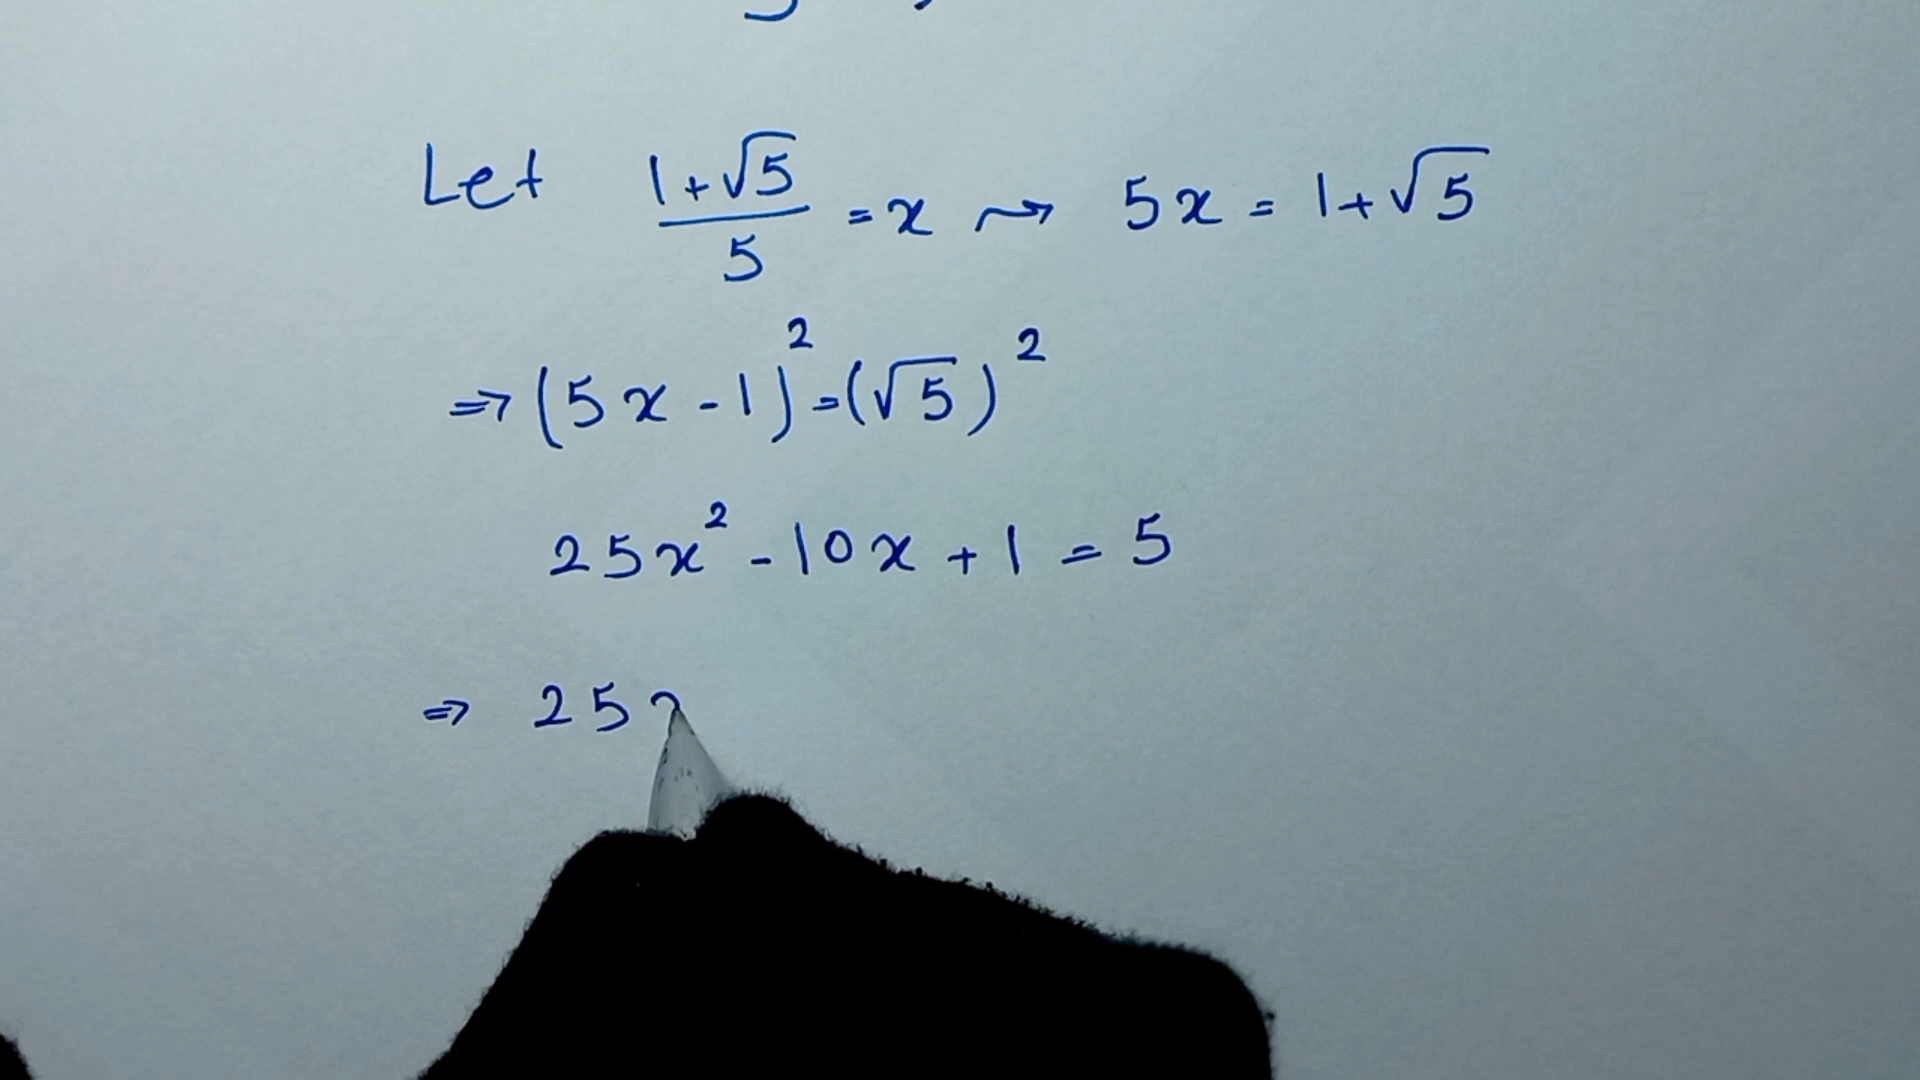 Let (1+√5)/5 = x ⇝ 5x = 1+√5
⇒ (5x - 1)² = (√5)²
25x² - 10x + 1 = 5
⇒ 25